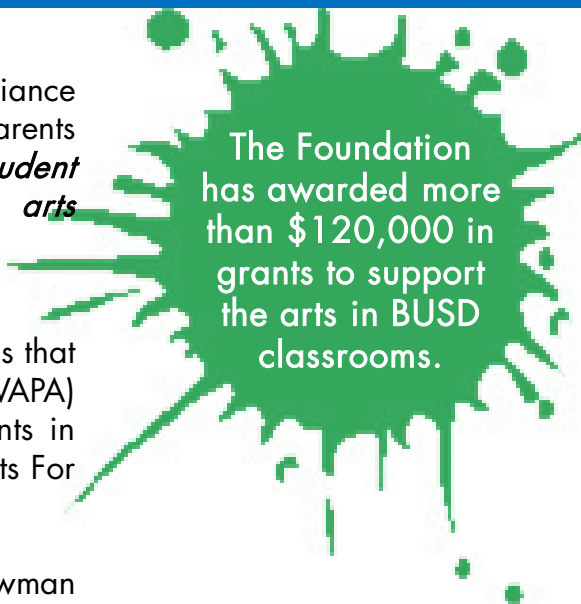 iance
arents
udent
arts
s that
VAPA)
nts in
ts For
wman
The Foundation
has awarded more
than $120,000 in
grants to support
the arts in BUSD
classrooms.